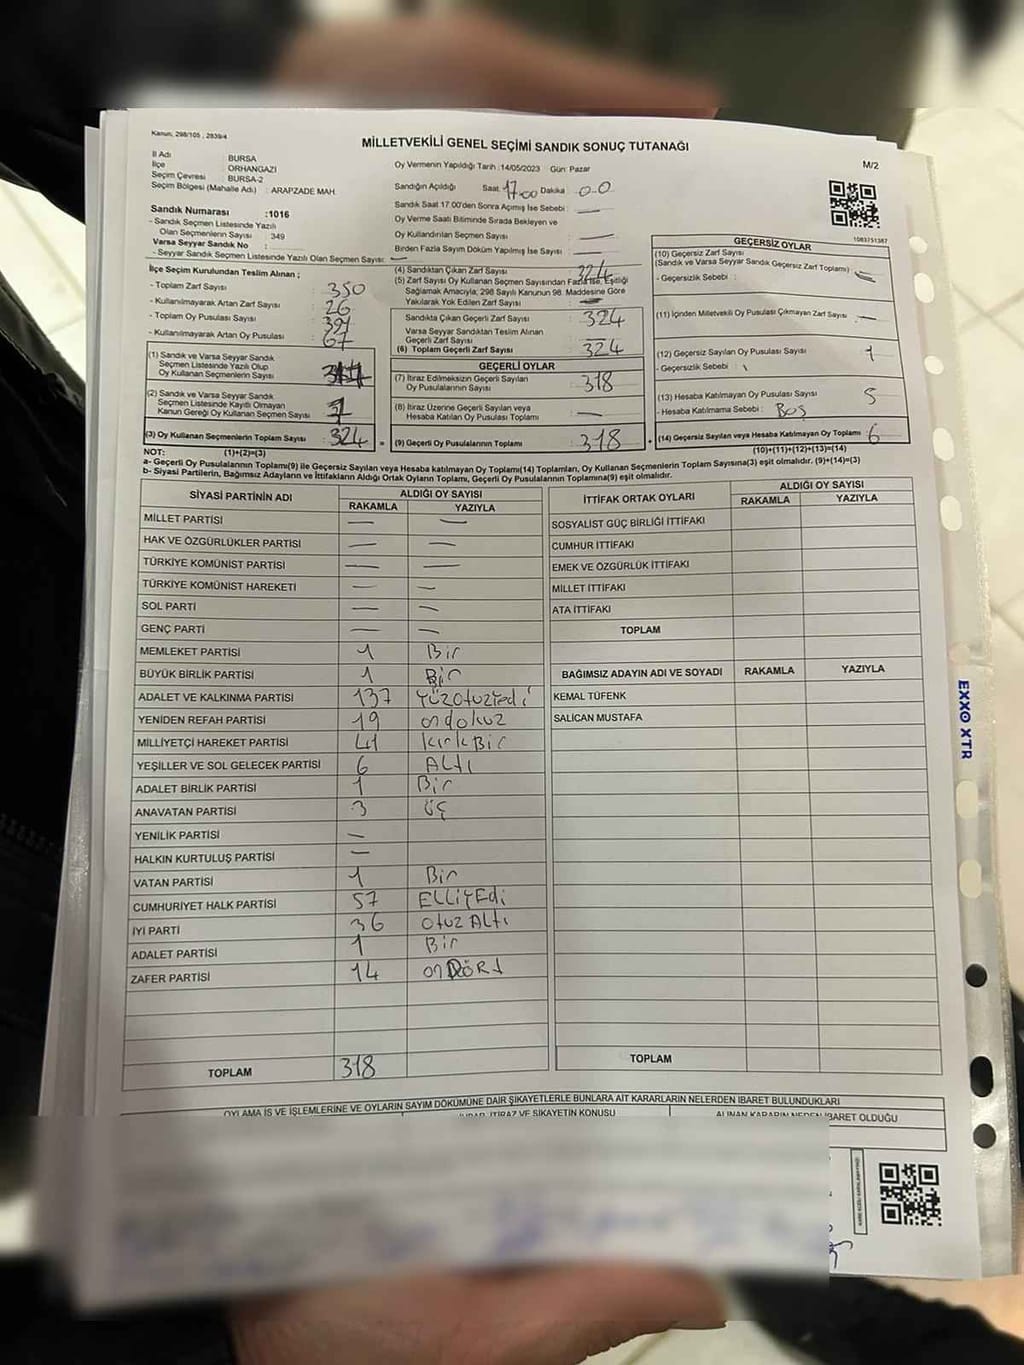 Kanun, 298/105 , 2839/4
MİLLETVEKİLİ GENEL SEÇİMİ SANDIK SONUÇ TUTANAĞI
M/2
İl Adı : BURSA
İlçe : ORHANGAZI
Seçim Çevresi : BURSA-2
Seçim Bölgesi (Mahalle Adı) : ARAPZADE MAH.
Sandık Numarası :1016
- Sandık Seçmen Listesinde Yazılı
Olan Seçmenlerin Sayısı : 349
Varsa Seyyar Sandık No :
- Seyyar Sandık Seçmen Listesinde Yazılı Olan Seçmen Sayısı: —
Oy Vermenin Yapıldığı Tarih :14/05/2023 Gün: Pazar
Sandığın Açıldığı Saat: 17.00 Dakika : 0.0
Sandık Saat 17.00'den Sonra Açılmış İse Sebebi : —
Oy Verme Saati Bitiminde Sırada Bekleyen ve
Oy Kullandırılan Seçmen Sayısı : —
Birden Fazla Sayım Döküm Yapılmış İse Sayısı : —
1083751387
İlçe Seçim Kurulundan Teslim Alınan ;
- Toplam Zarf Sayısı : 350
- Kullanılmayarak Artan Zarf Sayısı : 26
- Toplam Oy Pusulası Sayısı : 391
- Kullanılmayarak Artan Oy Pusulası : 67
(1) Sandık ve Varsa Seyyar Sandık
Seçmen Listesinde Yazılı Olup
Oy Kullanan Seçmenlerin Sayısı :
(2) Sandık ve Varsa Seyyar Sandık
Seçmen Listesinde Kayıtlı Olmayan
Kanun Gereği Oy Kullanan Seçmen Sayısı :
(3) Oy Kullanan Seçmenlerin Toplam Sayısı : 324 =
(4) Sandıktan Çıkan Zarf Sayısı : 324
(5) Zarf Sayısı Oy Kullanan Seçmen Sayısından Fazla İse, Eşitliği
Sağlamak Amacıyla; 298 Sayılı Kanunun 98. Maddesine Göre
Yakılarak Yok Edilen Zarf Sayısı : —
Sandıkta Çıkan Geçerli Zarf Sayısı : 324
Varsa Seyyar Sandıktan Teslim Alınan
Geçerli Zarf Sayısı : —
(6) Toplam Geçerli Zarf Sayısı : 324
GEÇERLİ OYLAR
(7) İtiraz Edilmeksizin Geçerli Sayılan
Oy Pusulalarının Sayısı : 318
(8) İtiraz Üzerine Geçerli Sayılan veya
Hesaba Katılan Oy Pusulası Toplamı : —
(9) Geçerli Oy Pusulalarının Toplamı : 318 +
GEÇERSİZ OYLAR
(10) Geçersiz Zarf Sayısı
(Sandık ve Varsa Seyyar Sandık Geçersiz Zarf Toplamı) : —
- Geçersizlik Sebebi :
(11) İçinden Milletvekili Oy Pusulası Çıkmayan Zarf Sayısı : —
(12) Geçersiz Sayılan Oy Pusulası Sayısı : 1
- Geçersizlik Sebebi : \
(13) Hesaba Katılmayan Oy Pusulası Sayısı : 5
- Hesaba Katılmama Sebebi : BOŞ
(14) Geçersiz Sayılan veya Hesaba Katılmayan Oy Toplamı : 6
NOT: (1)+(2)=(3)
(10)+(11)+(12)+(13)=(14)
a- Geçerli Oy Pusulalarının Toplamı(9) ile Geçersiz Sayılan veya Hesaba katılmayan Oy Toplamı(14) Toplamları, Oy Kullanan Seçmenlerin Toplam Sayısına(3) eşit olmalıdır. (9)+(14)=(3)
b- Siyasi Partilerin, Bağımsız Adayların ve İttifakların Aldığı Ortak Oyların Toplamı, Geçerli Oy Pusulalarının Toplamına(9) eşit olmalıdır.
SİYASİ PARTİNİN ADI ALDIĞI OY SAYISI
RAKAMLA YAZIYLA
MİLLET PARTİSİ — —
HAK VE ÖZGÜRLÜKLER PARTİSİ — —
TÜRKİYE KOMÜNİST PARTİSİ — —
TÜRKİYE KOMÜNİST HAREKETİ — —
SOL PARTİ — —
GENÇ PARTİ — —
MEMLEKET PARTİSİ 1 Bir
BÜYÜK BİRLİK PARTİSİ 1 Bir
ADALET VE KALKINMA PARTİSİ 137 Yüzotuzyedi
YENİDEN REFAH PARTİSİ 19 ondokuz
MİLLİYETÇİ HAREKET PARTİSİ 41 KırkBir
YEŞİLLER VE SOL GELECEK PARTİSİ 6 ALtı
ADALET BİRLİK PARTİSİ 1 Bir
ANAVATAN PARTİSİ 3 üç
YENİLİK PARTİSİ —
HALKIN KURTULUŞ PARTİSİ —
VATAN PARTİSİ 1 Bir
CUMHURİYET HALK PARTİSİ 57 ELLiYEdi
İYİ PARTİ 36 otuz ALtı
ADALET PARTİSİ 1 Bir
ZAFER PARTİSİ 14 onDÖRt
TOPLAM 318
İTTİFAK ORTAK OYLARI ALDIĞI OY SAYISI
RAKAMLA YAZIYLA
SOSYALİST GÜÇ BİRLİĞİ İTTİFAKI
CUMHUR İTTİFAKI
EMEK VE ÖZGÜRLÜK İTTİFAKI
MİLLET İTTİFAKI
ATA İTTİFAKI
TOPLAM
BAĞIMSIZ ADAYIN ADI VE SOYADI RAKAMLA YAZIYLA
KEMAL TÜFENK
SALİCAN MUSTAFA
TOPLAM
OYLAMA İŞ VE İŞLEMLERİNE VE OYLARIN SAYIM DÖKÜMÜNE DAİR ŞİKAYETLERLE BUNLARA AİT KARARLARIN NELERDEN İBARET BULUNDUKLARI
İTİRAZ VE ŞİKAYETİN KONUSU ALINAN KARARIN NEDEN İBARET OLDUĞU
EXXO XTR